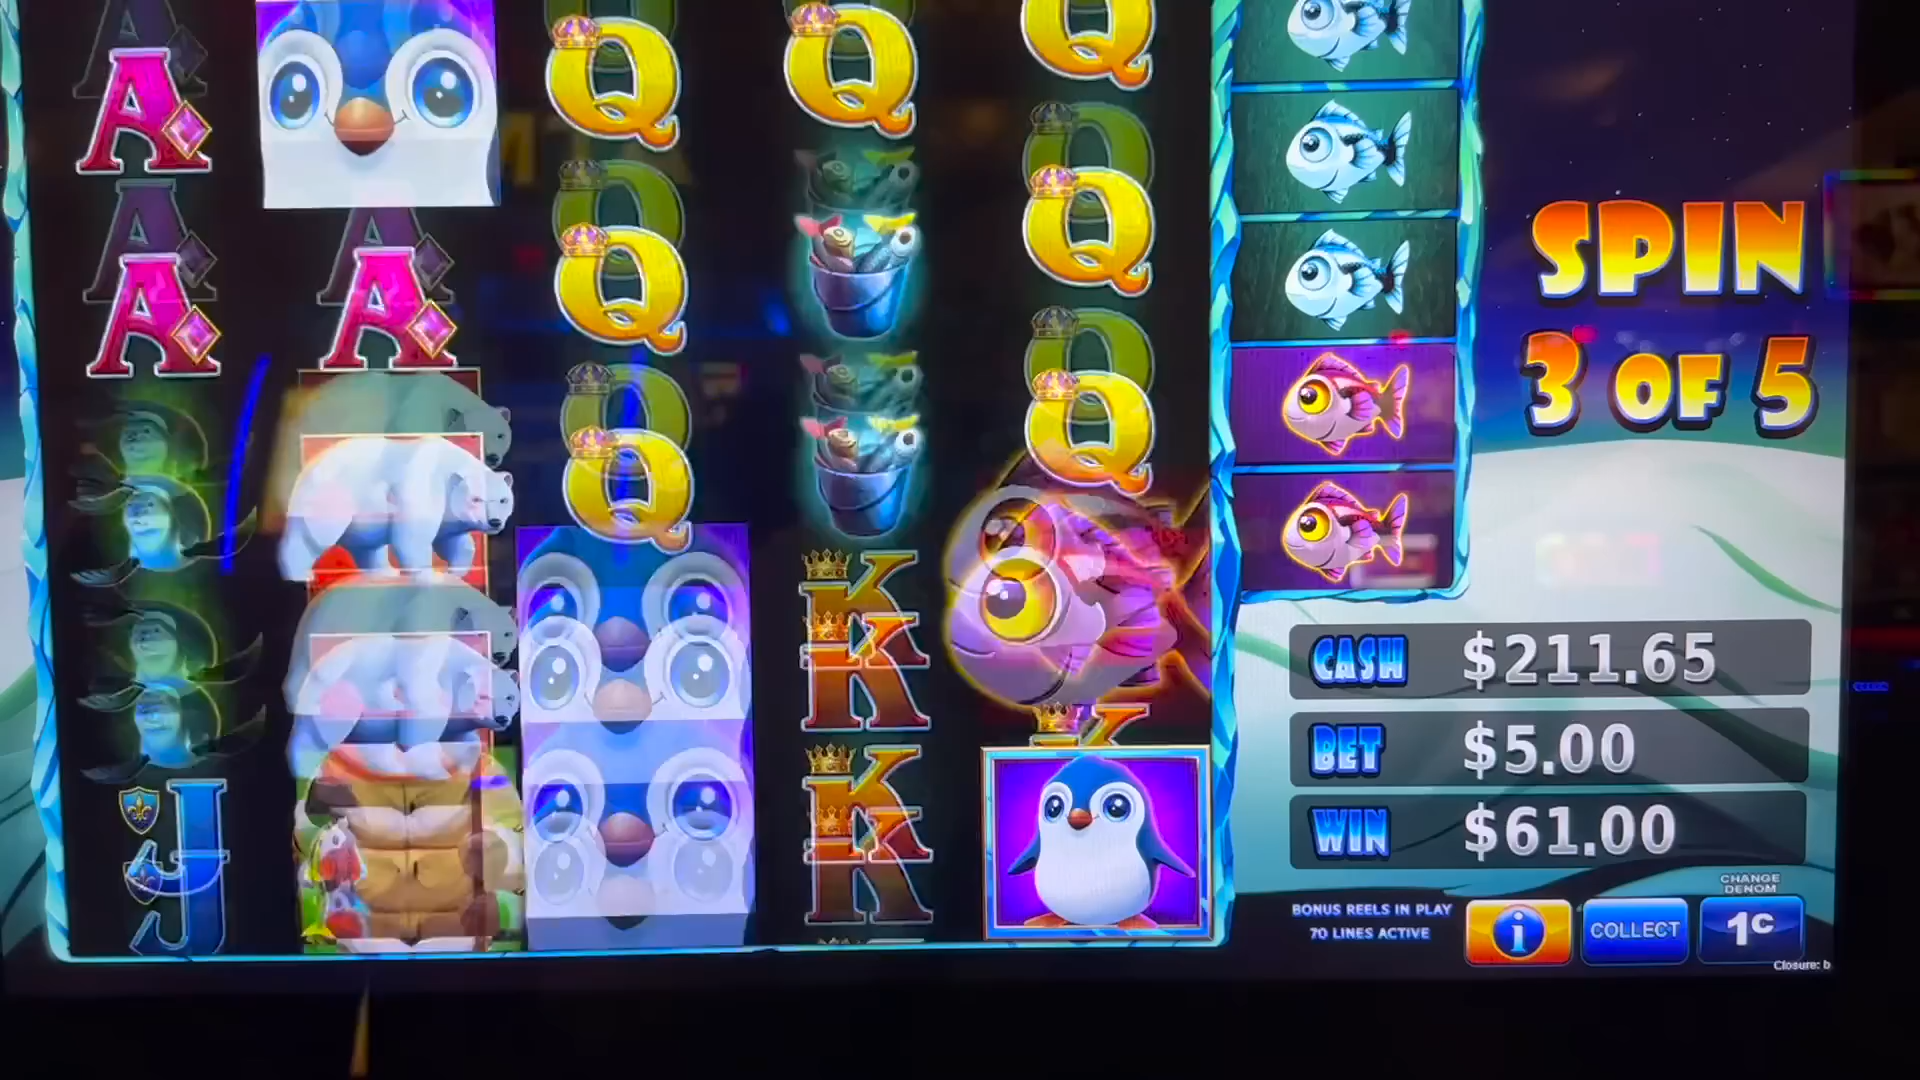 A Q Q Q
SPIN
A A Q Q
3 OF 5
Q Q
K
K
J K
K
CASH $211.65
BET $5.00
WIN $61.00
CHANGE
DENOM
BONUS REELS IN PLAY
70 LINES ACTIVE
i
COLLECT
1¢
Closure: b